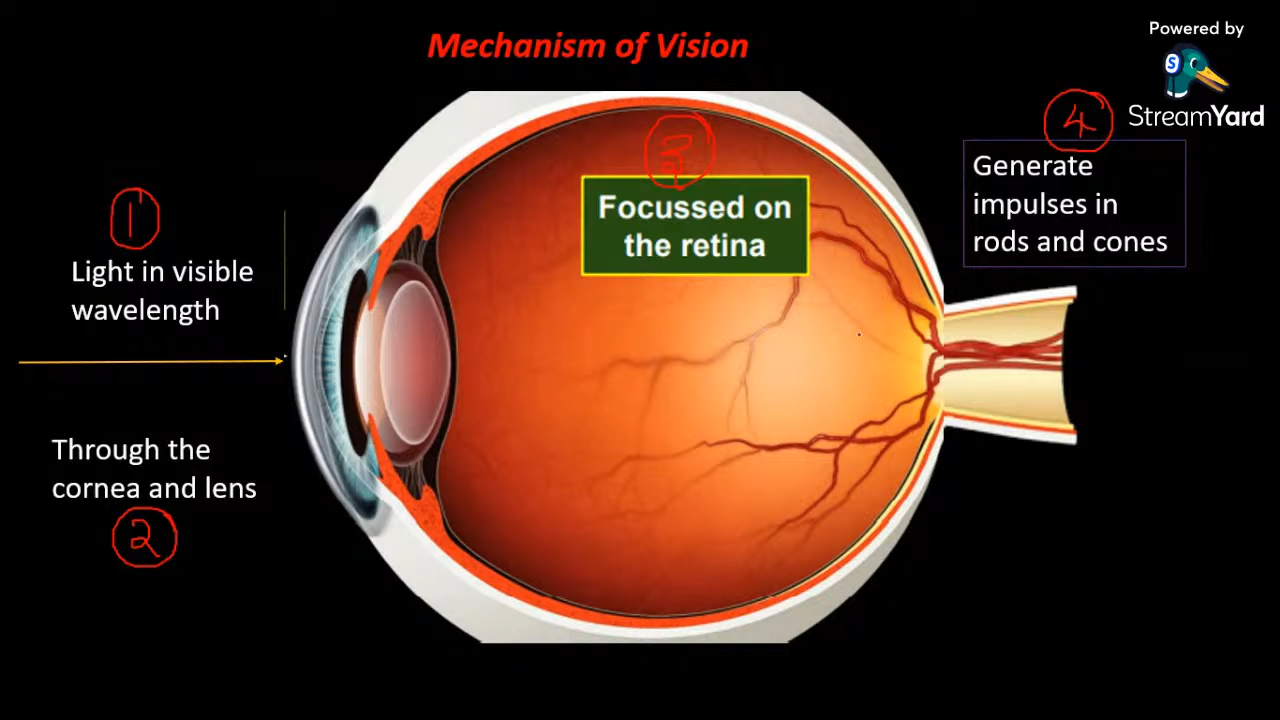 Mechanism of Vision
Powered by
S
StreamYard
1
Light in visible
wavelength
Through the
cornea and lens
2
3
Focussed on
the retina
4
Generate
impulses in
rods and cones